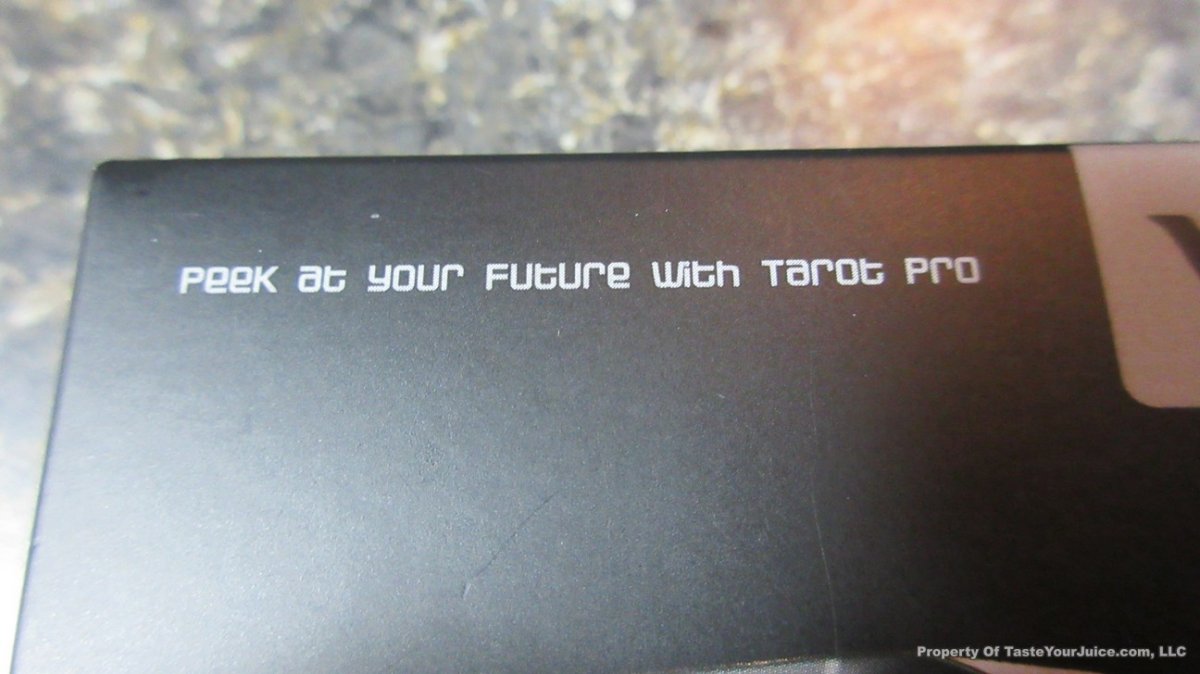 Peek at your Future with Tarot Pro
Property Of TasteYourJuice.com, LLC